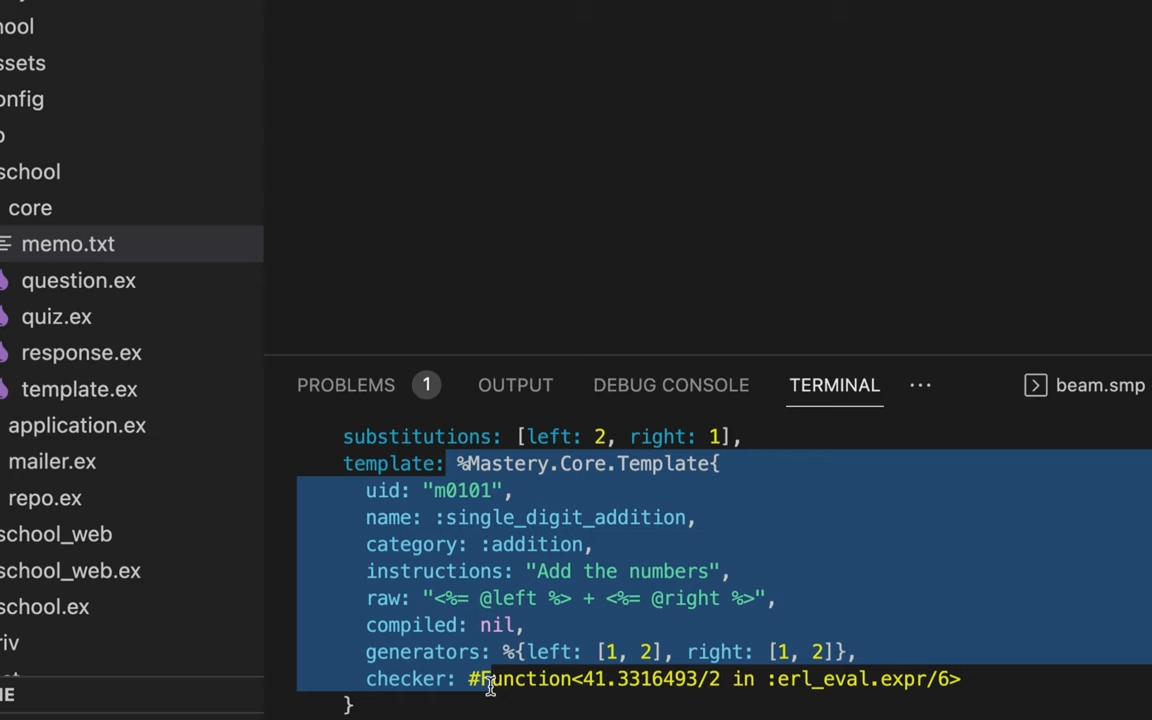 hool
ssets
onfig
o
school
core
memo.txt
question.ex
quiz.ex
response.ex
template.ex
application.ex
mailer.ex
repo.ex
school_web
school_web.ex
school.ex
riv
NE
PROBLEMS 1 OUTPUT DEBUG CONSOLE TERMINAL ··· beam.smp
substitutions: [left: 2, right: 1],
template: %Mastery.Core.Template{
uid: "m0101",
name: :single_digit_addition,
category: :addition,
instructions: "Add the numbers",
raw: "<%= @left %> + <%= @right %>",
compiled: nil,
generators: %{left: [1, 2], right: [1, 2]},
checker: #Function<41.3316493/2 in :erl_eval.expr/6>
}